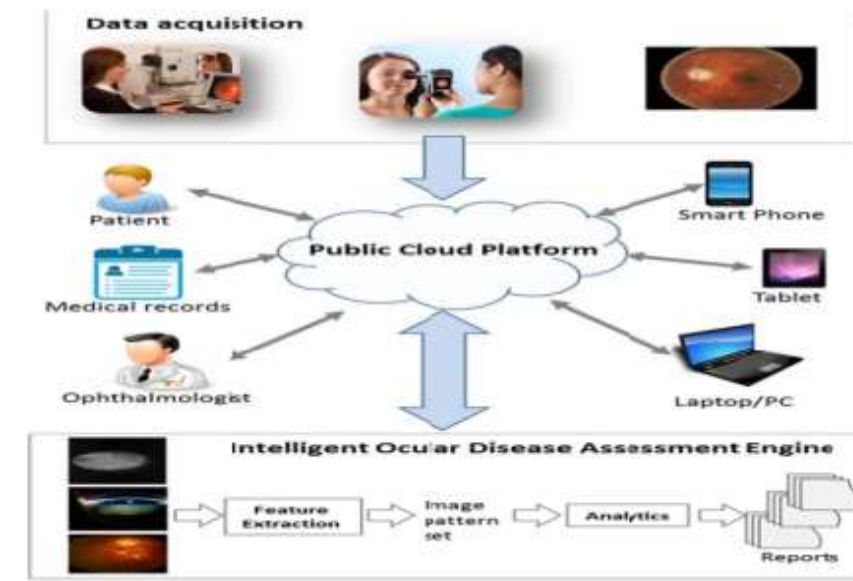 Data acquisition
Patient
Smart Phone
Public Cloud Platform
Medical records
Tablet
Ophthalmologist
Laptop/PC
Intelligent Ocular Disease Assessment Engine
Feature
Extraction
Image
pattern
set
Analytics
Reports